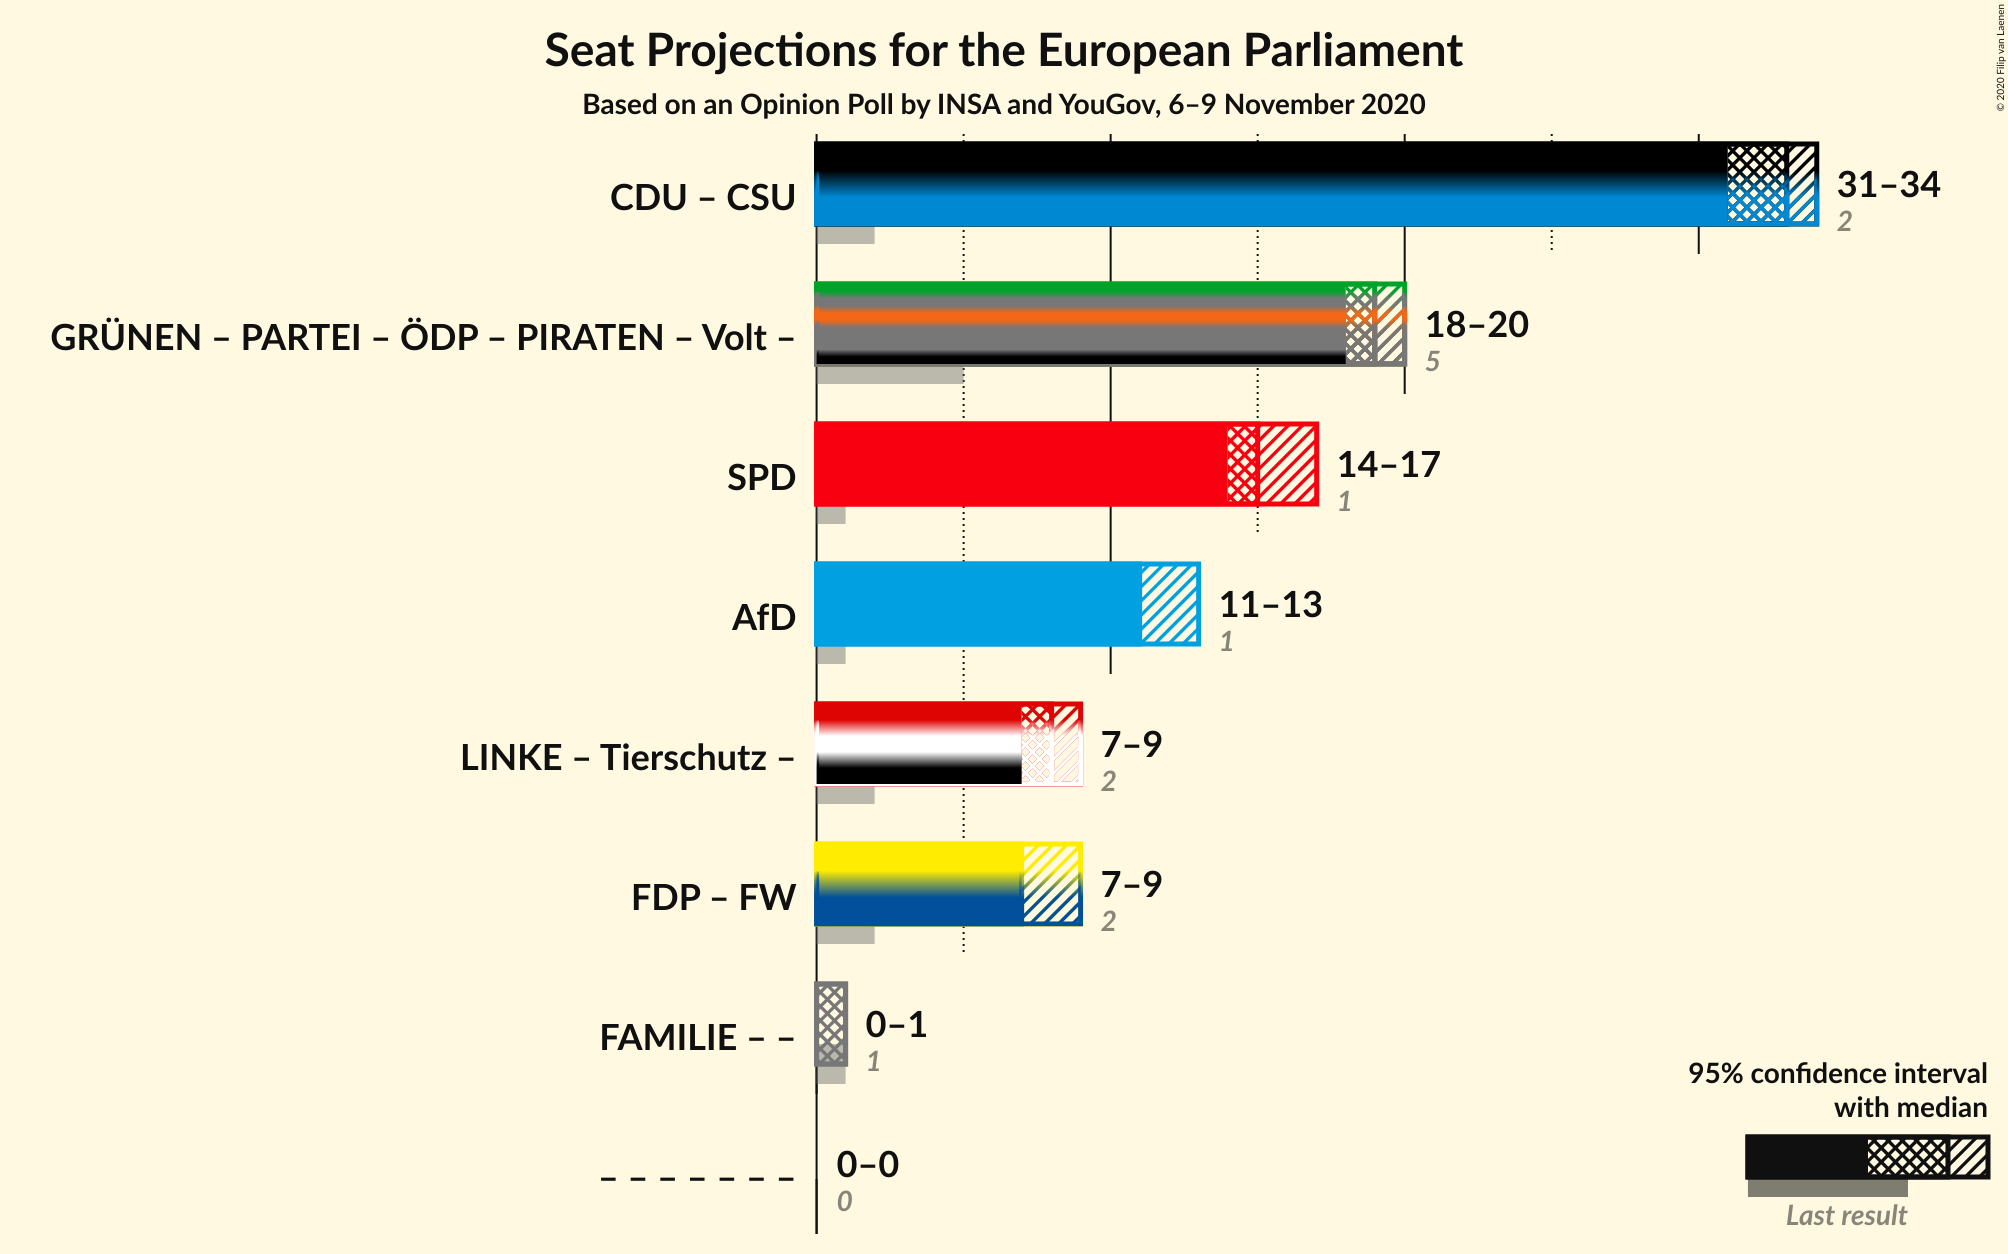 Seat Projections for the European Parliament
Based on an Opinion Poll by INSA and YouGov, 6–9 November 2020
© 2020 Filip van Laenen
CDU – CSU
31–34
2
GRÜNEN – PARTEI – ÖDP – PIRATEN – Volt –
18–20
5
SPD
14–17
1
AfD
11–13
1
LINKE – Tierschutz –
7–9
2
FDP – FW
7–9
2
FAMILIE – –
0–1
1
– – – – – – –
0–0
0
95% confidence interval
with median
Last result